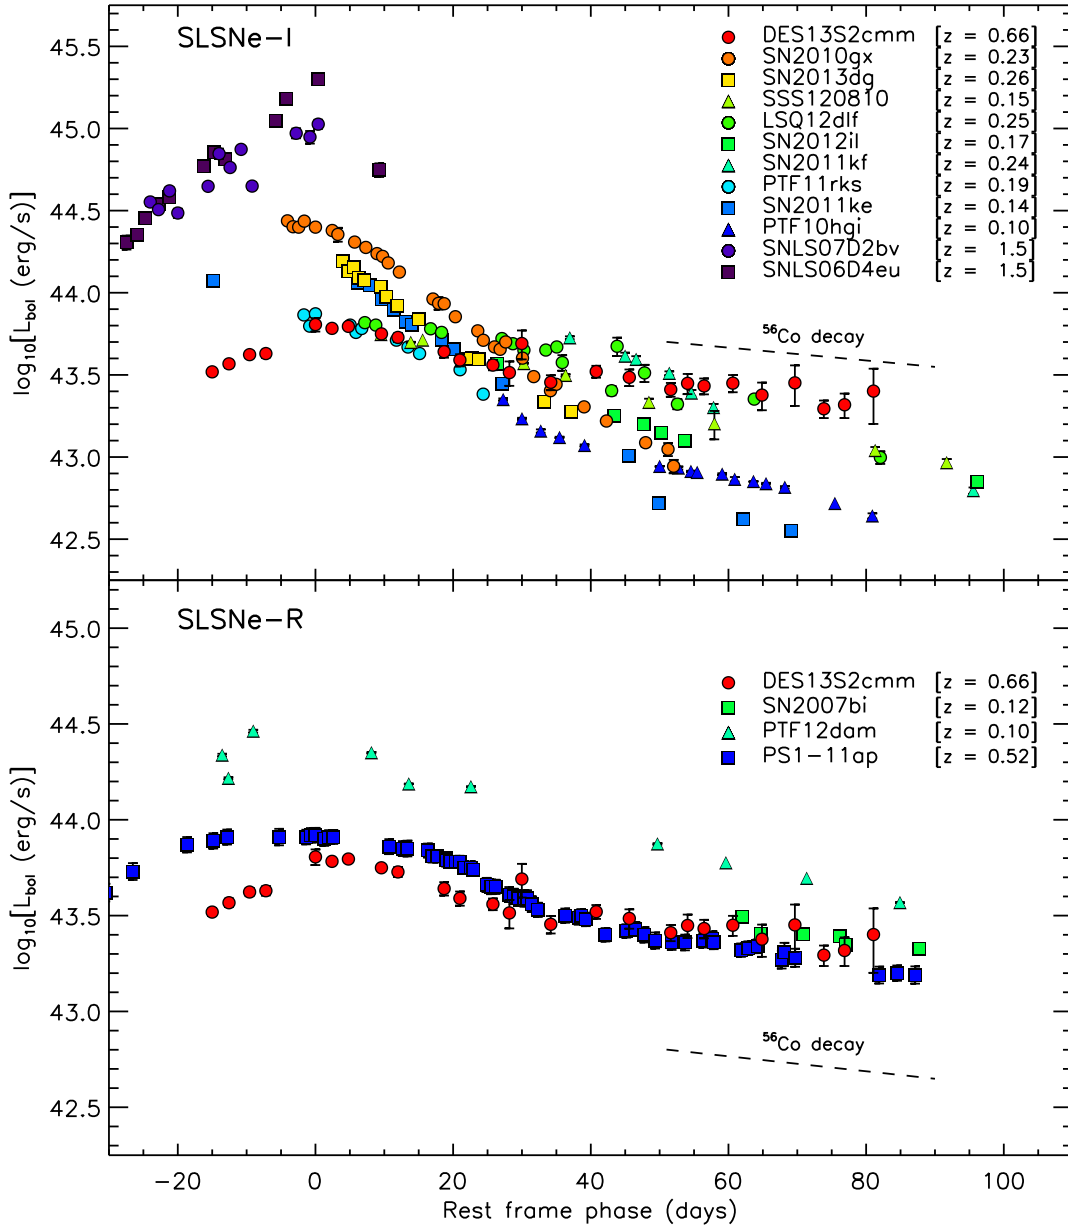 SLSNe-I
DES13S2cmm [z = 0.66]
SN2010gx [z = 0.23]
SN2013dg [z = 0.26]
SSS120810 [z = 0.15]
LSQ12dlf [z = 0.25]
SN2012il [z = 0.17]
SN2011kf [z = 0.24]
PTF11rks [z = 0.19]
SN2011ke [z = 0.14]
PTF10hgi [z = 0.10]
SNLS07D2bv [z = 1.5]
SNLS06D4eu [z = 1.5]
45.5
45.0
44.5
44.0
43.5
43.0
42.5
log10[Lbol (erg/s)]
56Co decay
SLSNe-R
DES13S2cmm [z = 0.66]
SN2007bi [z = 0.12]
PTF12dam [z = 0.10]
PS1-11ap [z = 0.52]
45.0
44.5
44.0
43.5
43.0
42.5
log10[Lbol (erg/s)]
56Co decay
-20 0 20 40 60 80 100
Rest frame phase (days)